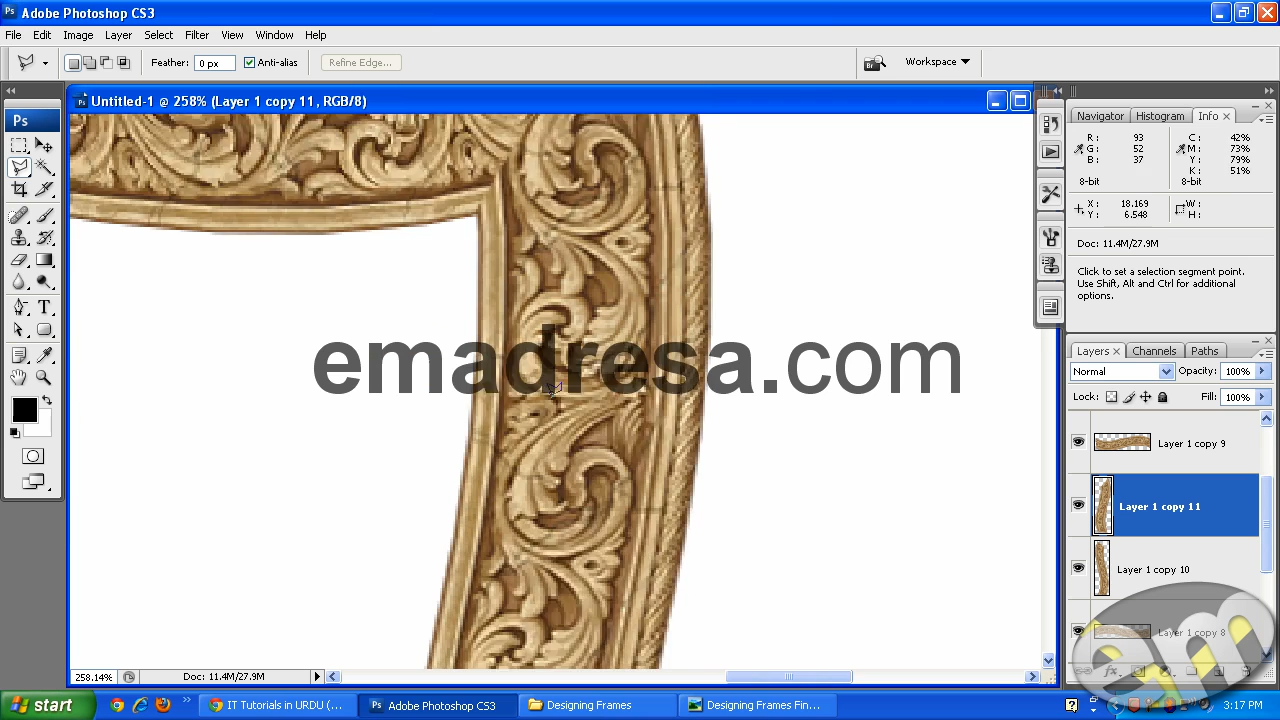 Adobe Photoshop CS3
File Edit Image Layer Select Filter View Window Help
Feather: 0 px Anti-alias Refine Edge... Workspace
Untitled-1 @ 258% (Layer 1 copy 11, RGB/8)
Ps
Navigator Histogram Info
R: 93 C: 42%
G: 52 M: 73%
B: 37 Y: 79%
K: 51%
8-bit 8-bit
X: 18.169 W:
Y: 6.548 H:
Doc: 11.4M/27.9M
Click to set a selection segment point.
Use Shift, Alt and Ctrl for additional
options.
emadresa.com
Layers Channels Paths
Normal Opacity: 100%
Lock: Fill: 100%
Layer 1 copy 9
Layer 1 copy 11
Layer 1 copy 10
Layer 1 copy 8
258.14% Doc: 11.4M/27.9M
start IT Tutorials in URDU (... Adobe Photoshop CS3 Designing Frames Designing Frames Fin... 3:17 PM